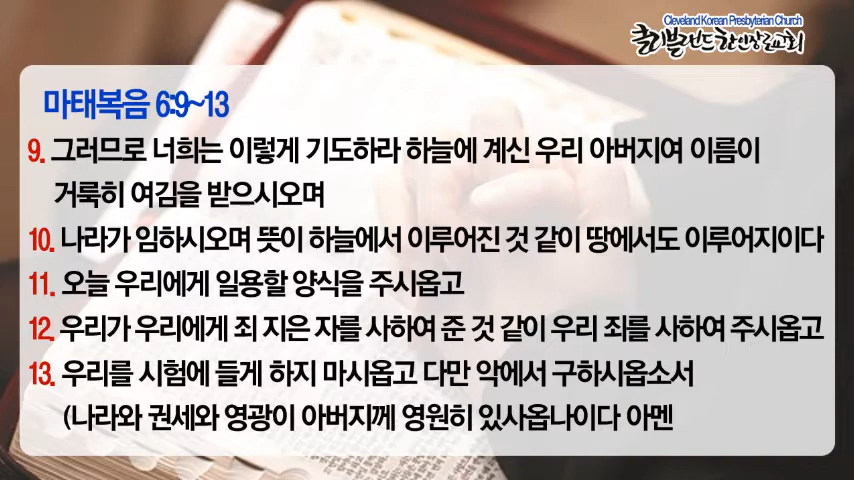 Cleveland Korean Presbyterian Church
클리블랜드 한인장로교회
마태복음 6:9~13
9. 그러므로 너희는 이렇게 기도하라 하늘에 계신 우리 아버지여 이름이
거룩히 여김을 받으시오며
10. 나라가 임하시오며 뜻이 하늘에서 이루어진 것 같이 땅에서도 이루어지이다
11. 오늘 우리에게 일용할 양식을 주시옵고
12. 우리가 우리에게 죄 지은 자를 사하여 준 것 같이 우리 죄를 사하여 주시옵고
13. 우리를 시험에 들게 하지 마시옵고 다만 악에서 구하시옵소서
(나라와 권세와 영광이 아버지께 영원히 있사옵나이다 아멘